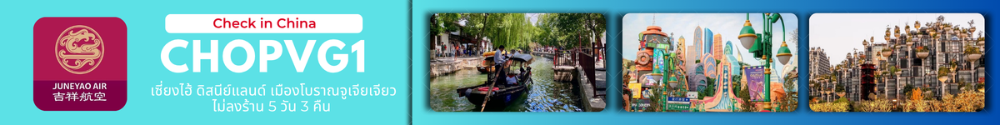 JUNEYAO AIR
吉祥航空
Check in China
CHOPVG1
เซี่ยงไฮ้ ดิสนีย์แลนด์ เมืองโบราณจูเจียเจียว
ไม่ลงร้าน 5 วัน 3 คืน